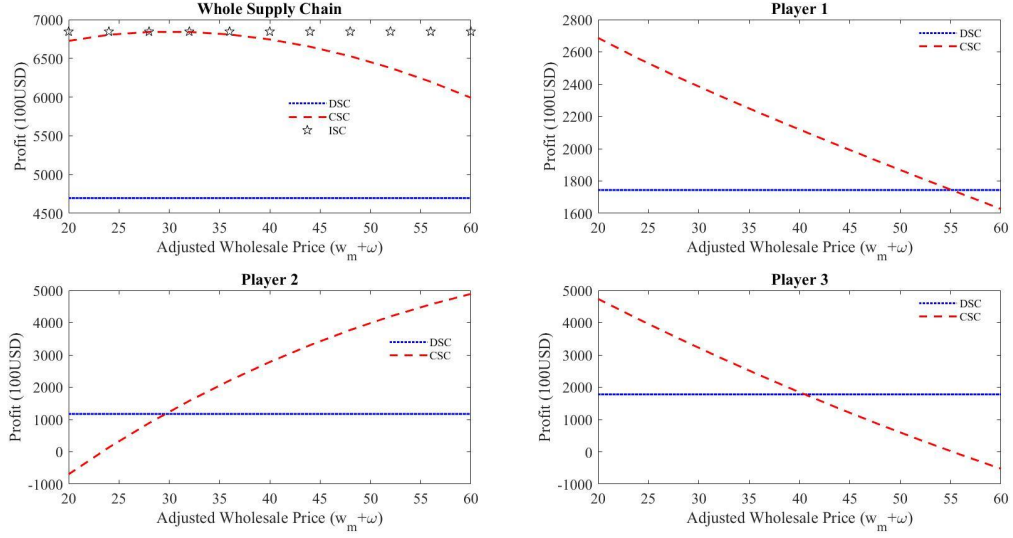 Whole Supply Chain
7000
6500
6000
5500
5000
4500
Profit (100USD)
DSC
CSC
ISC
20 25 30 35 40 45 50 55 60
Adjusted Wholesale Price (w_m+ω)
Player 1
2800
2600
2400
2200
2000
1800
1600
Profit (100USD)
DSC
CSC
20 25 30 35 40 45 50 55 60
Adjusted Wholesale Price (w_m+ω)
Player 2
5000
4000
3000
2000
1000
0
-1000
Profit (100USD)
DSC
CSC
20 25 30 35 40 45 50 55 60
Adjusted Wholesale Price (w_m+ω)
Player 3
5000
4000
3000
2000
1000
0
-1000
Profit (100USD)
DSC
CSC
20 25 30 35 40 45 50 55 60
Adjusted Wholesale Price (w_m+ω)